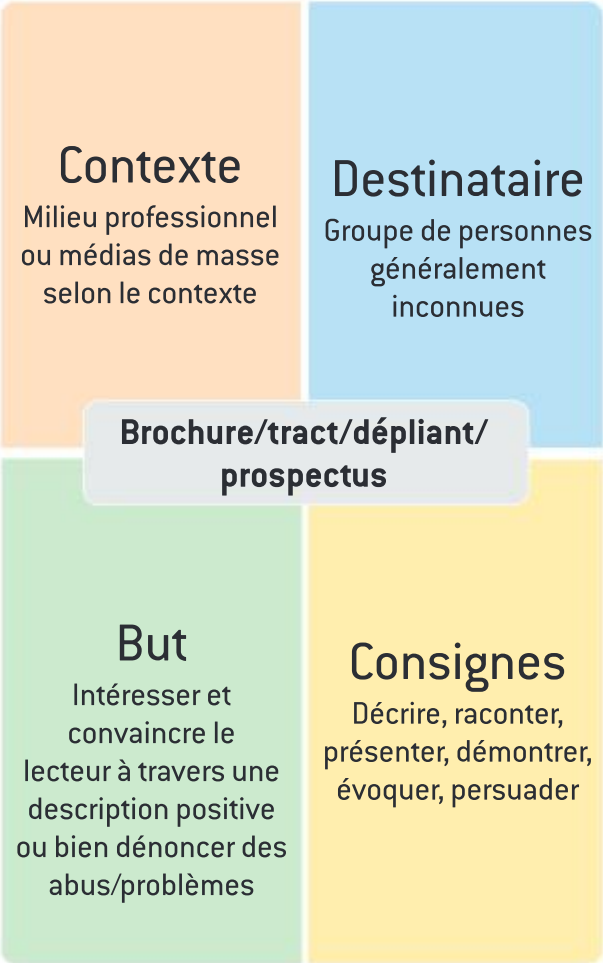 Contexte
Milieu professionnel
ou médias de masse
selon le contexte
Destinataire
Groupe de personnes
généralement
inconnues
Brochure/tract/dépliant/
prospectus
But
Intéresser et
convaincre le
lecteur à travers une
description positive
ou bien dénoncer des
abus/problèmes
Consignes
Décrire, raconter,
présenter, démontrer,
évoquer, persuader